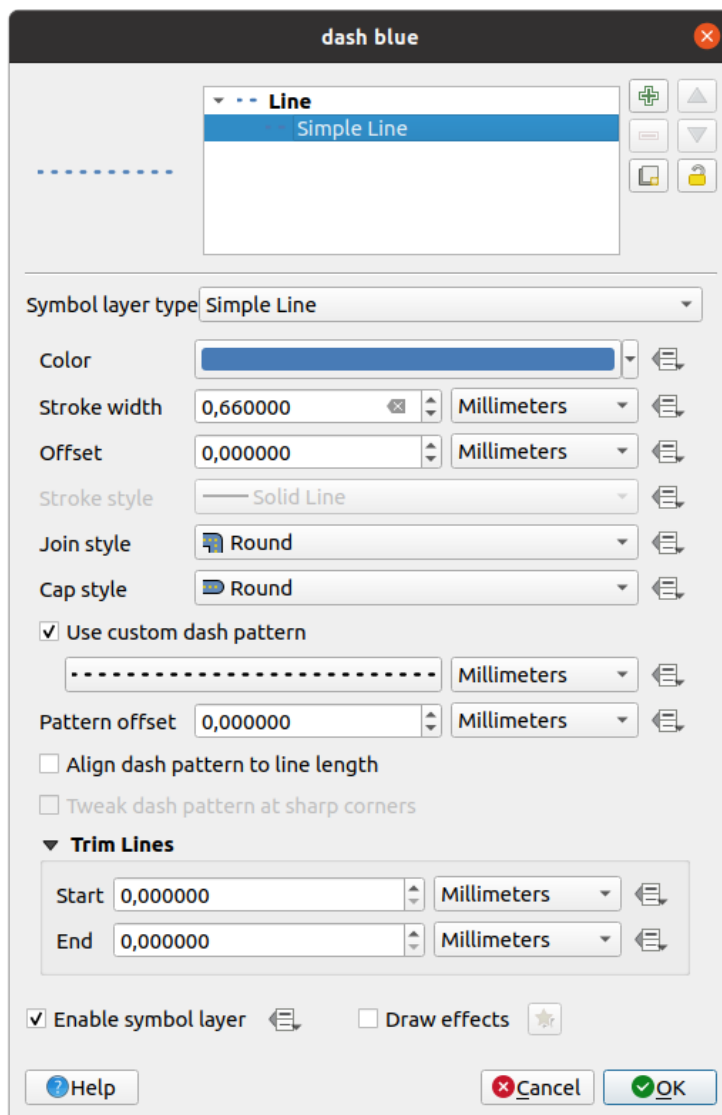 dash blue
Line
Simple Line
Symbol layer type Simple Line
Color
Stroke width 0,660000 Millimeters
Offset 0,000000 Millimeters
Stroke style Solid Line
Join style Round
Cap style Round
Use custom dash pattern
Millimeters
Pattern offset 0,000000 Millimeters
Align dash pattern to line length
Tweak dash pattern at sharp corners
Trim Lines
Start 0,000000 Millimeters
End 0,000000 Millimeters
Enable symbol layer Draw effects
Help Cancel OK